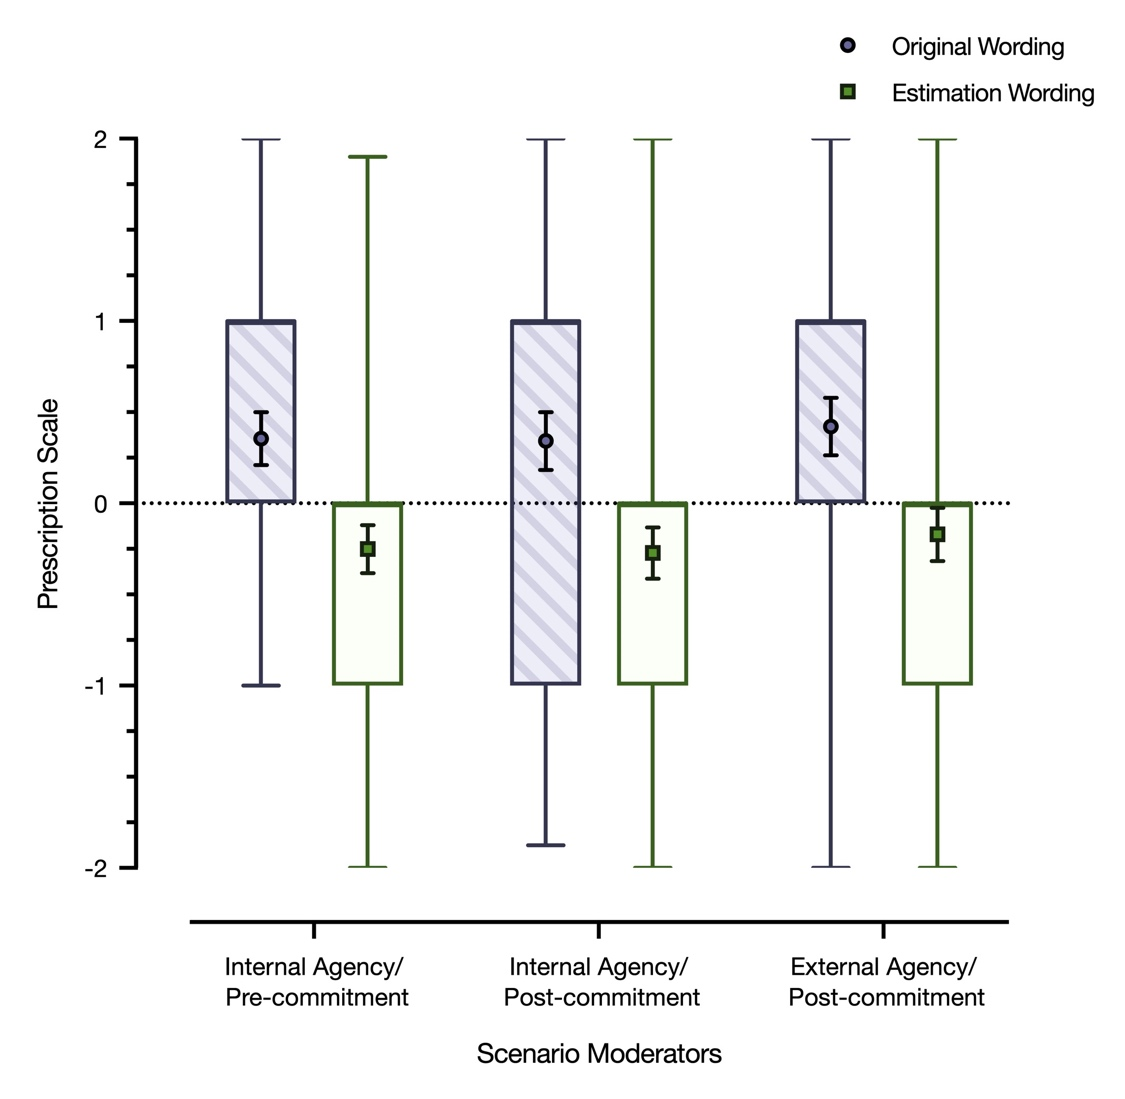 Original Wording
Estimation Wording
2
1
0
-1
-2
Prescription Scale
Internal Agency/
Pre-commitment
Internal Agency/
Post-commitment
External Agency/
Post-commitment
Scenario Moderators